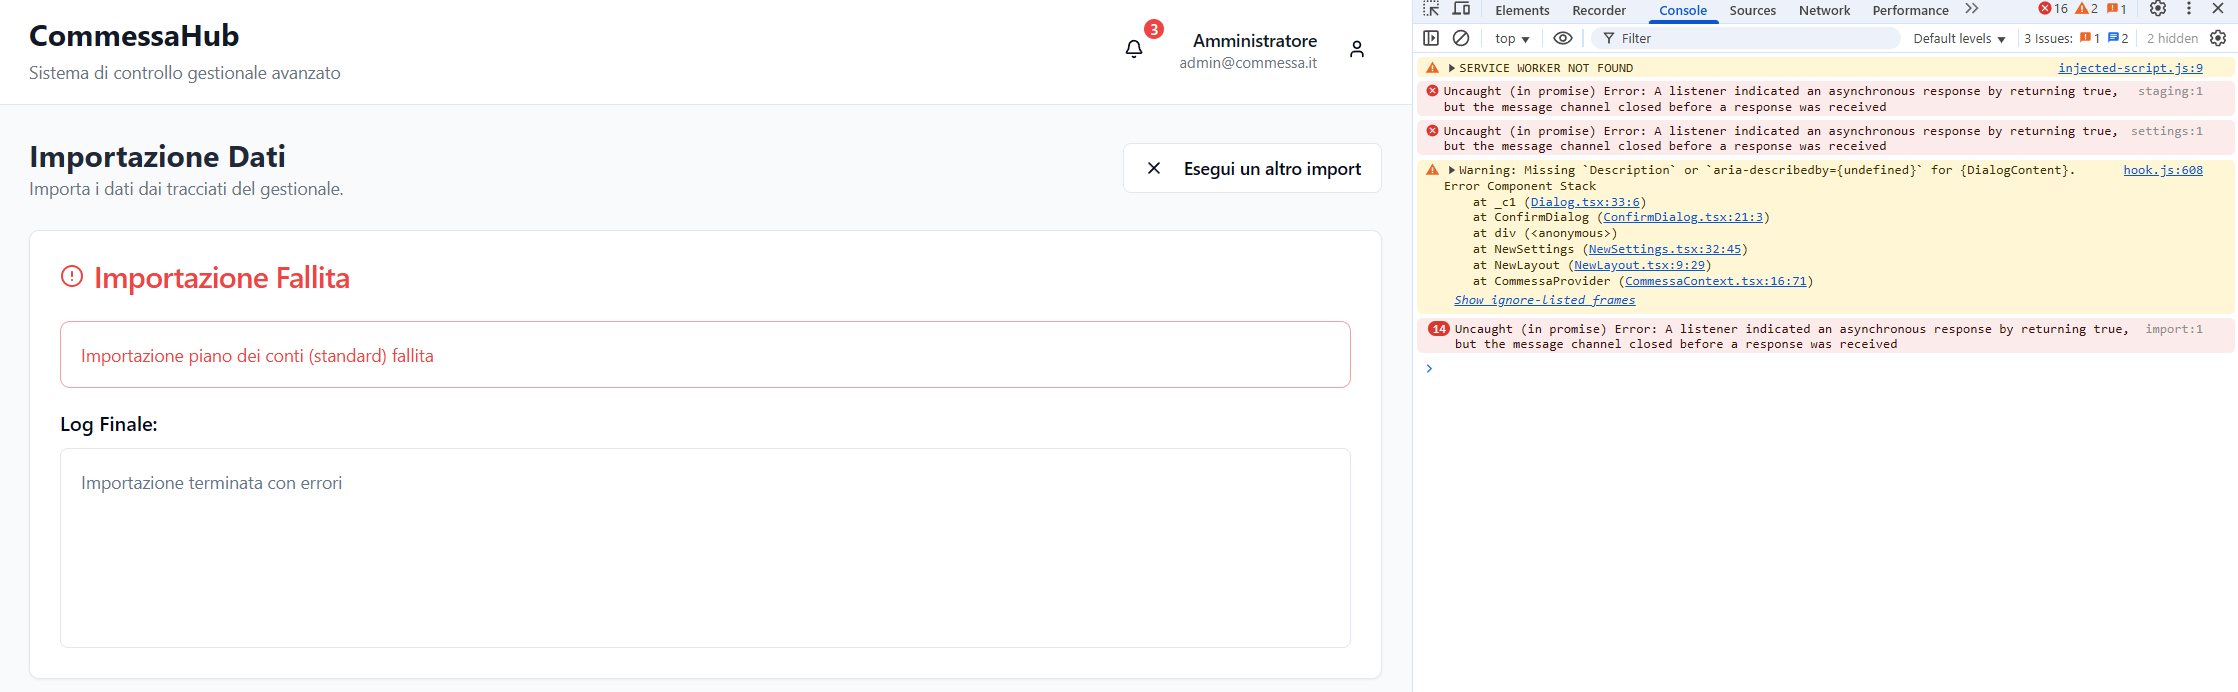 CommessaHub
Sistema di controllo gestionale avanzato
3
Amministratore
admin@commessa.it
Importazione Dati
Importa i dati dai tracciati del gestionale.
Esegui un altro import
Importazione Fallita
Importazione piano dei conti (standard) fallita
Log Finale:
Importazione terminata con errori
Elements Recorder Console Sources Network Performance 16 2 1
top Filter Default levels 3 Issues: 1 2 2 hidden
SERVICE WORKER NOT FOUND injected-script.js:9
Uncaught (in promise) Error: A listener indicated an asynchronous response by returning true, staging:1
but the message channel closed before a response was received
Uncaught (in promise) Error: A listener indicated an asynchronous response by returning true, settings:1
but the message channel closed before a response was received
Warning: Missing `Description` or `aria-describedby={undefined}` for {DialogContent}. hook.js:608
Error Component Stack
at _c1 (Dialog.tsx:33:6)
at ConfirmDialog (ConfirmDialog.tsx:21:3)
at div (<anonymous>)
at NewSettings (NewSettings.tsx:32:45)
at NewLayout (NewLayout.tsx:9:29)
at CommessaProvider (CommessaContext.tsx:16:71)
Show ignore-listed frames
14 Uncaught (in promise) Error: A listener indicated an asynchronous response by returning true, import:1
but the message channel closed before a response was received